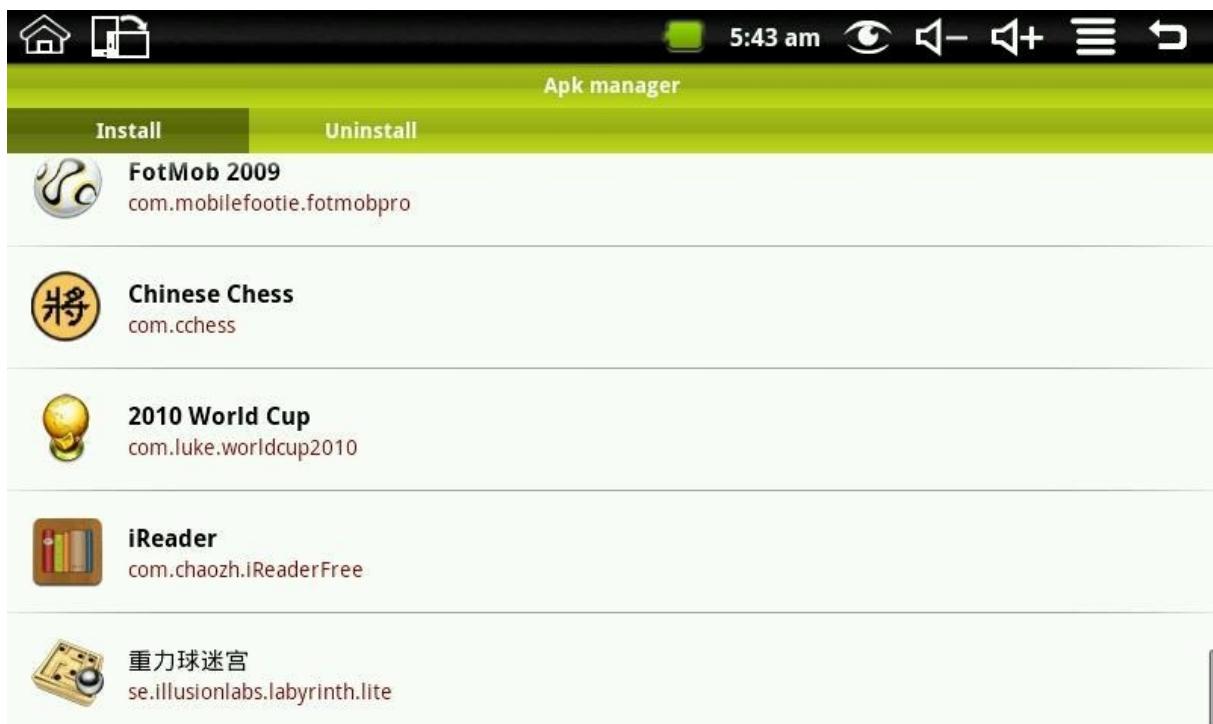 5:43 am
Apk manager
Install
Uninstall
FotMob 2009
com.mobilefootie.fotmobpro
將
Chinese Chess
com.cchess
2010 World Cup
com.luke.worldcup2010
iReader
com.chaozh.iReaderFree
重力球迷宫
se.illusionlabs.labyrinth.lite